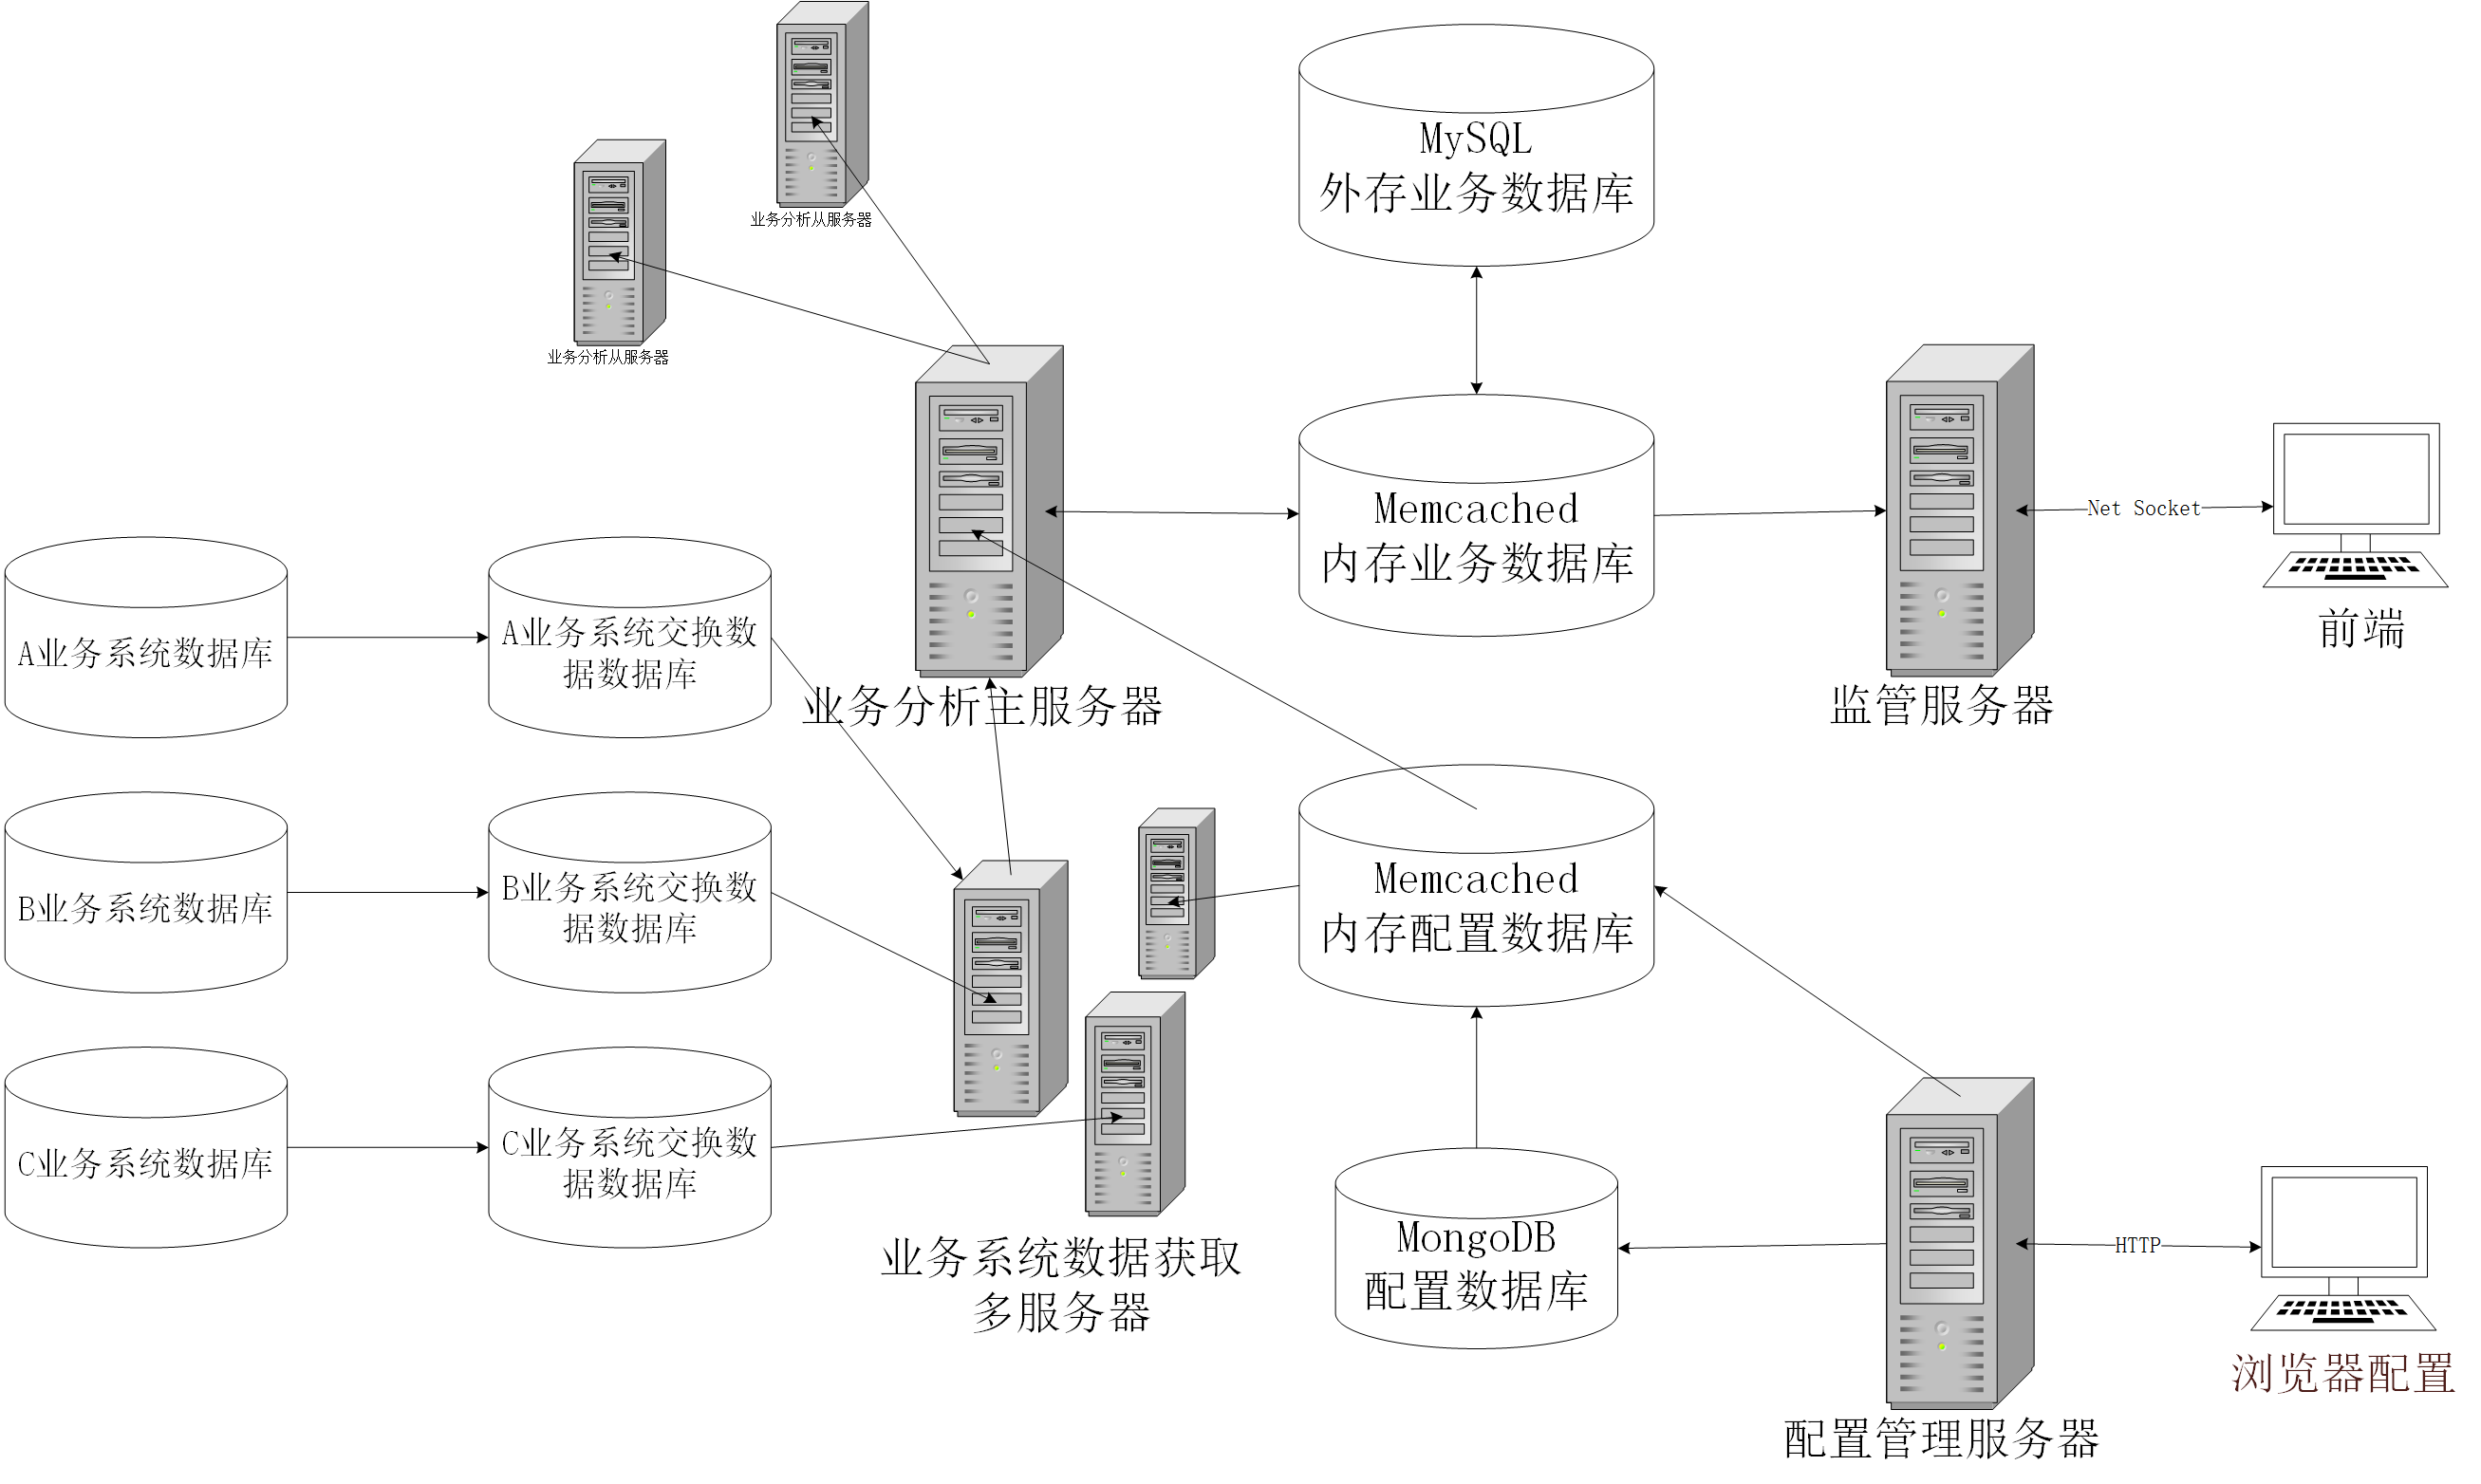 业务分析从服务器
业务分析从服务器
MySQL
外存业务数据库
Memcached
内存业务数据库
Net Socket
前端
A业务系统数据库
A业务系统交换数
据数据库
业务分析主服务器
监管服务器
B业务系统数据库
B业务系统交换数
据数据库
Memcached
内存配置数据库
C业务系统数据库
C业务系统交换数
据数据库
业务系统数据获取
多服务器
MongoDB
配置数据库
HTTP
浏览器配置
配置管理服务器